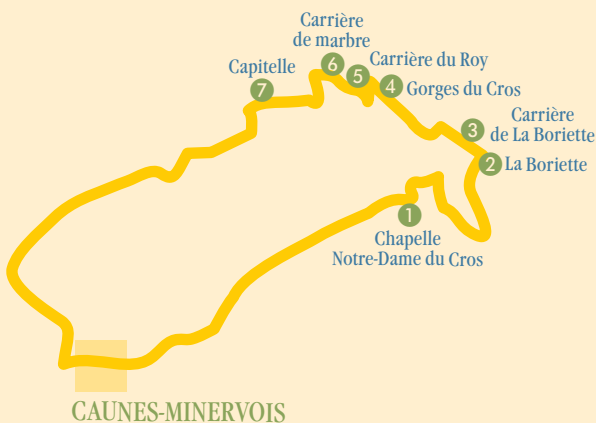 Carrière
de marbre
6
5
Carrière du Roy
Capitelle
7
4
Gorges du Cros
3
Carrière
de La Boriette
2
La Boriette
1
Chapelle
Notre-Dame du Cros
CAUNES-MINERVOIS